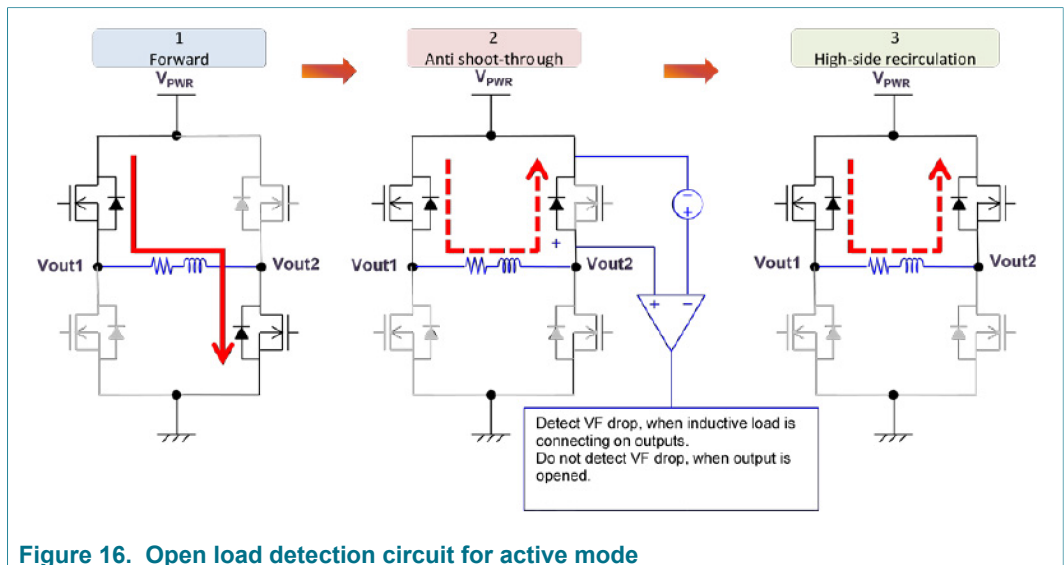 1
Forward
2
Anti shoot-through
3
High-side recirculation
VPWR
VPWR
VPWR
+
−
+
Vout1
Vout2
Vout1
Vout2
Vout1
Vout2
+
−
Detect VF drop, when inductive load is
connecting on outputs.
Do not detect VF drop, when output is
opened.
Figure 16. Open load detection circuit for active mode